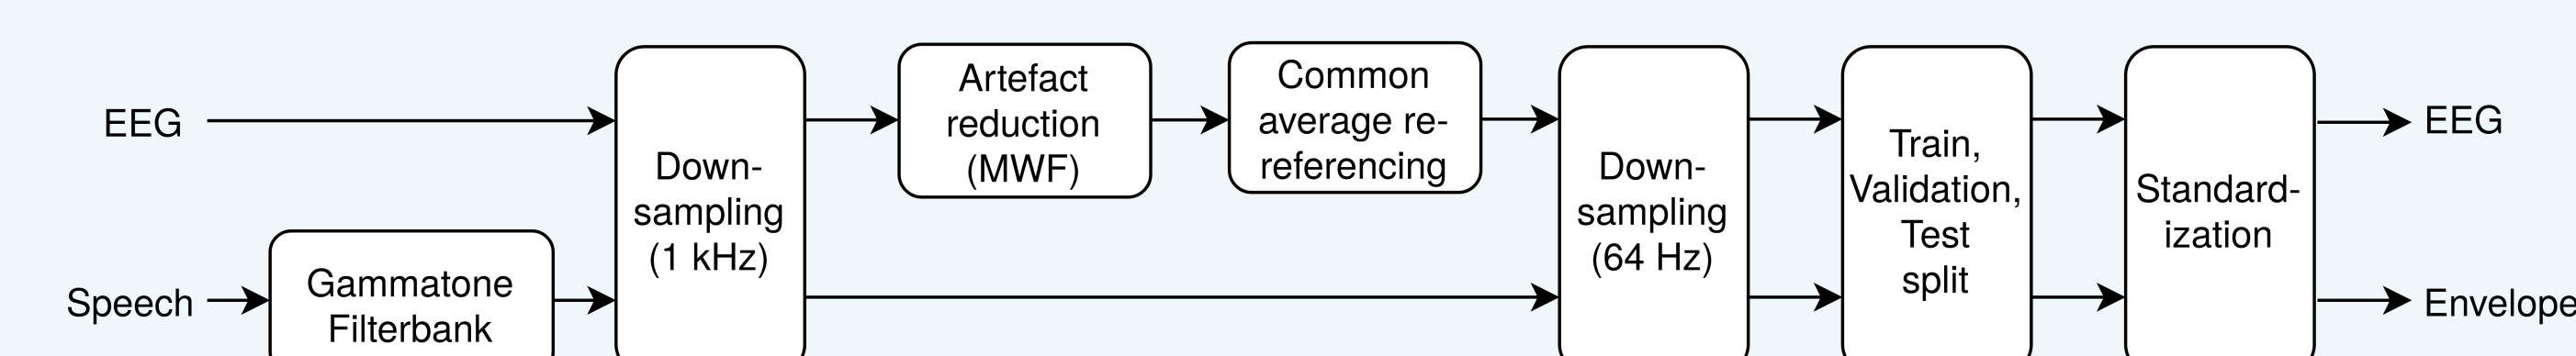 EEG
Speech
Gammatone
Filterbank
Down-
sampling
(1 kHz)
Artefact
reduction
(MWF)
Common
average re-
referencing
Down-
sampling
(64 Hz)
Train,
Validation,
Test
split
Standard-
ization
EEG
Envelope